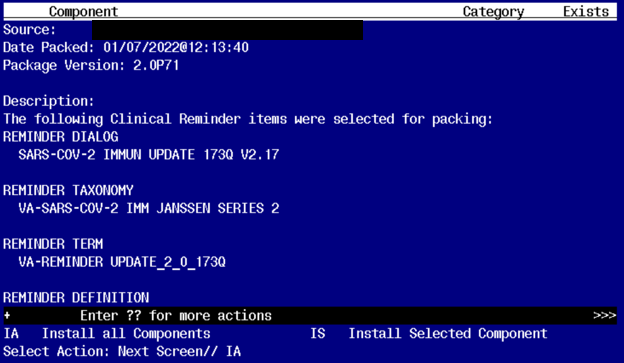 Component Category Exists
Source:
Date Packed: 01/07/2022@12:13:40
Package Version: 2.0P71
Description:
The following Clinical Reminder items were selected for packing:
REMINDER DIALOG
SARS-COV-2 IMMUN UPDATE 173Q V2.17
REMINDER TAXONOMY
VA-SARS-COV-2 IMM JANSSEN SERIES 2
REMINDER TERM
VA-REMINDER UPDATE_2_0_173Q
REMINDER DEFINITION
+ Enter ?? for more actions >>>
IA Install all Components IS Install Selected Component
Select Action: Next Screen// IA